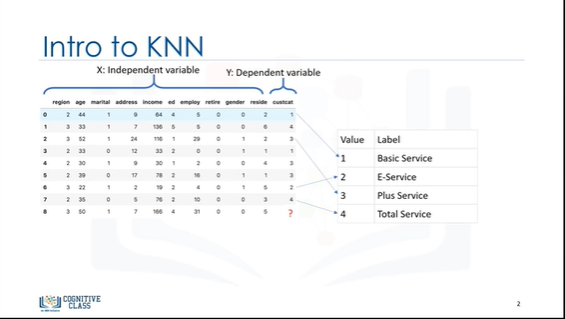 Intro to KNN
X: Independent variable
Y: Dependent variable
region age marital address income ed employ retire gender reside custcat
0 2 44 1 9 64 4 5 0 0 2 1
1 3 33 1 7 136 5 5 0 0 6 4
2 3 52 1 24 116 1 29 0 1 2 3
3 2 33 0 12 33 2 0 0 1 1 1
4 2 30 1 9 30 1 2 0 0 4 3
5 2 39 0 17 78 2 16 0 1 1 3
6 3 22 1 2 19 2 4 0 1 5 2
7 2 35 0 5 76 2 10 0 0 3 4
8 3 50 1 7 166 4 31 0 0 5 ?
Value Label
1 Basic Service
2 E-Service
3 Plus Service
4 Total Service
COGNITIVE
CLASS
2